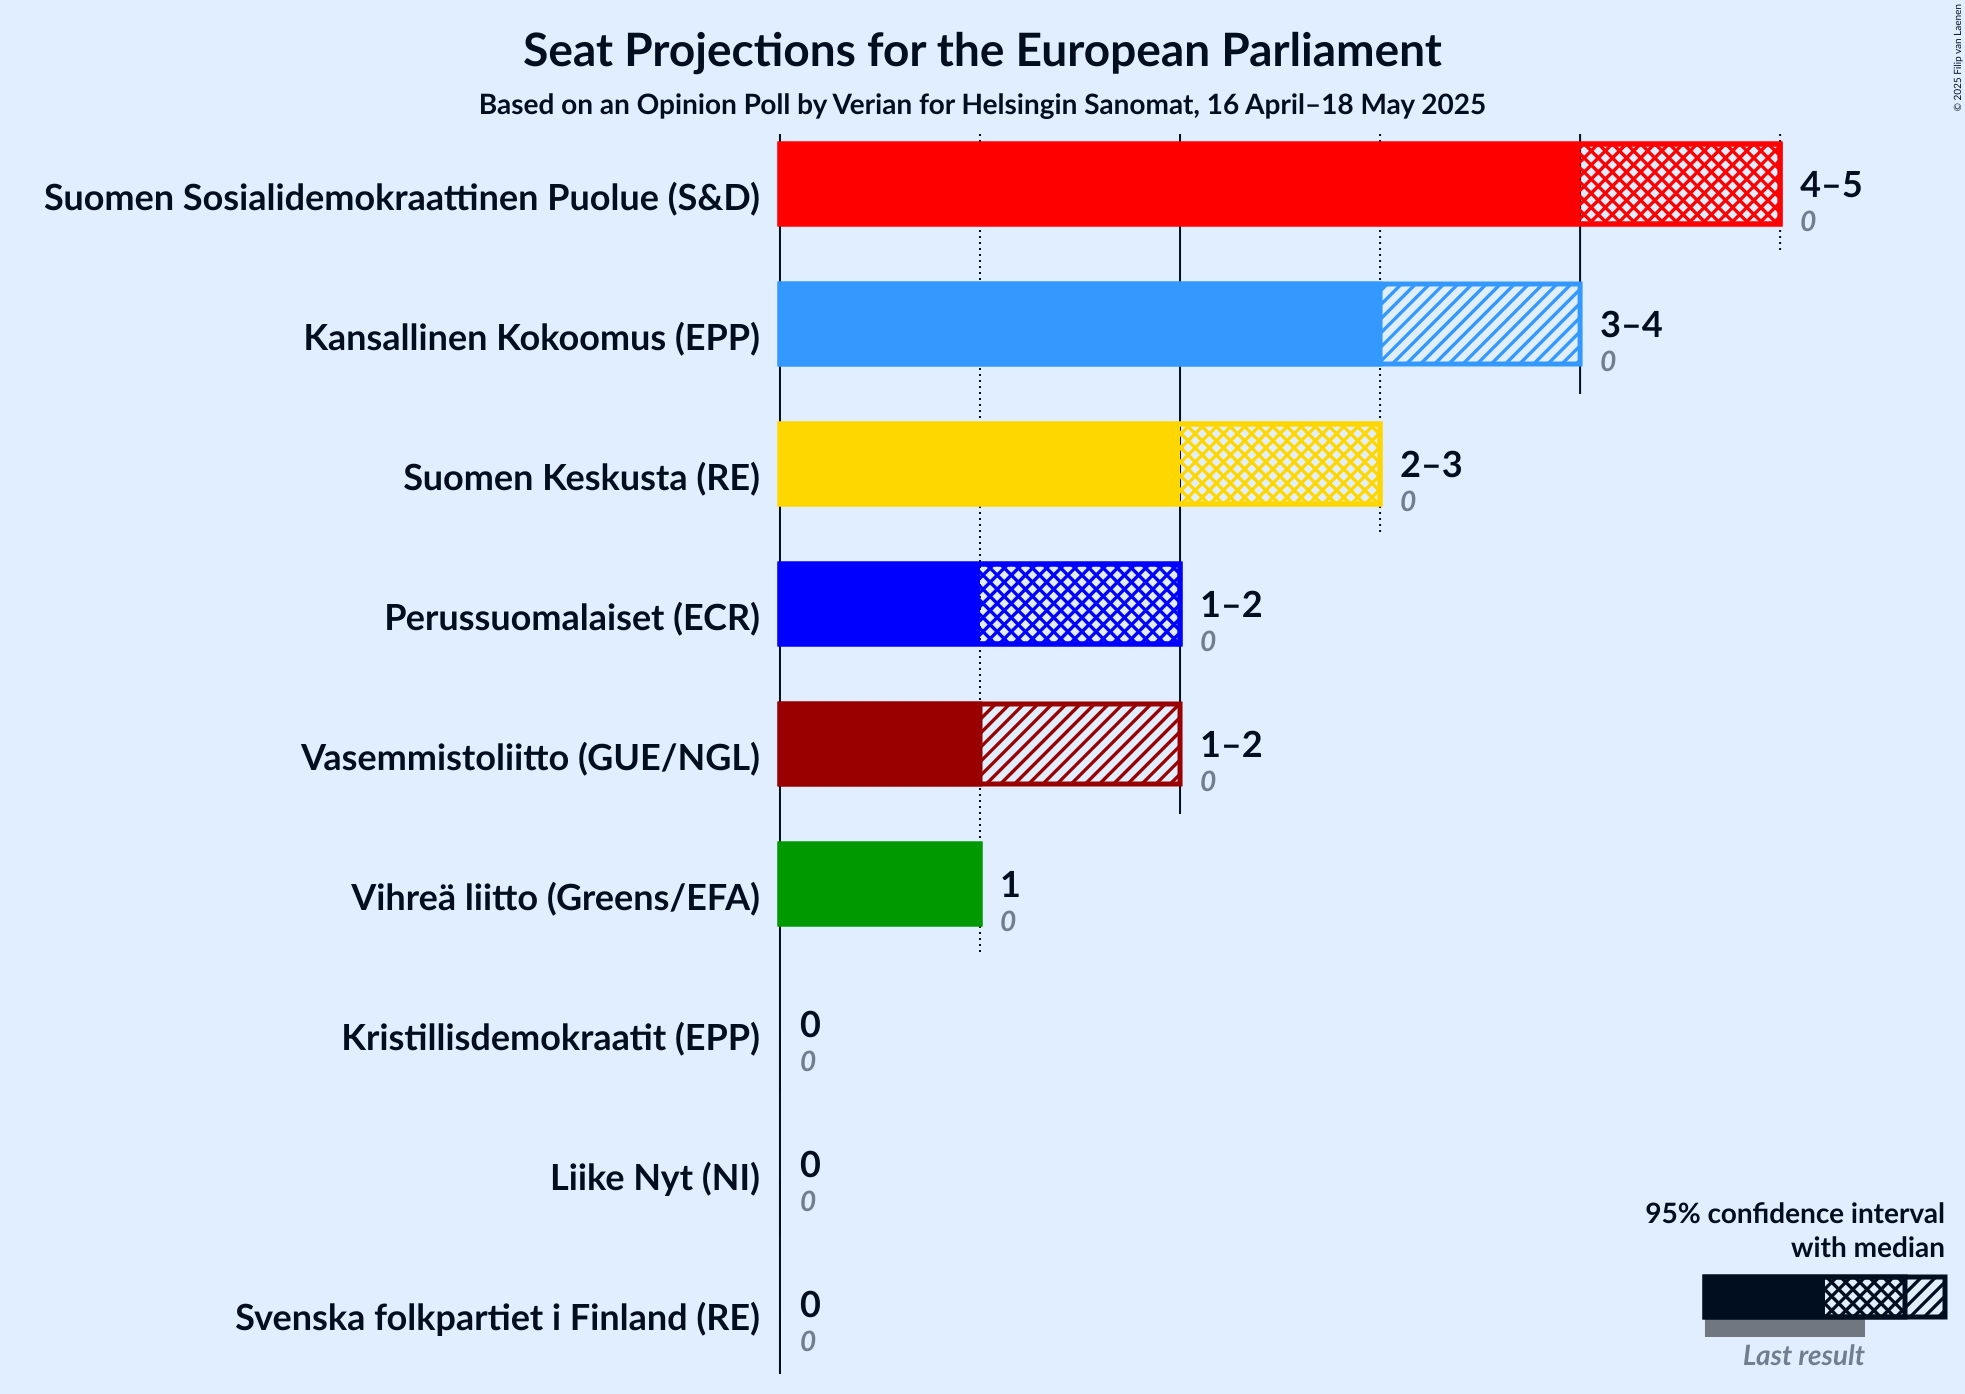 Seat Projections for the European Parliament
Based on an Opinion Poll by Verian for Helsingin Sanomat, 16 April–18 May 2025
© 2025 Filip van Laenen
Suomen Sosialidemokraattinen Puolue (S&D)
4–5
0
Kansallinen Kokoomus (EPP)
3–4
0
Suomen Keskusta (RE)
2–3
0
Perussuomalaiset (ECR)
1–2
0
Vasemmistoliitto (GUE/NGL)
1–2
0
Vihreä liitto (Greens/EFA)
1
0
Kristillisdemokraatit (EPP)
0
0
Liike Nyt (NI)
0
0
Svenska folkpartiet i Finland (RE)
0
0
95% confidence interval
with median
Last result